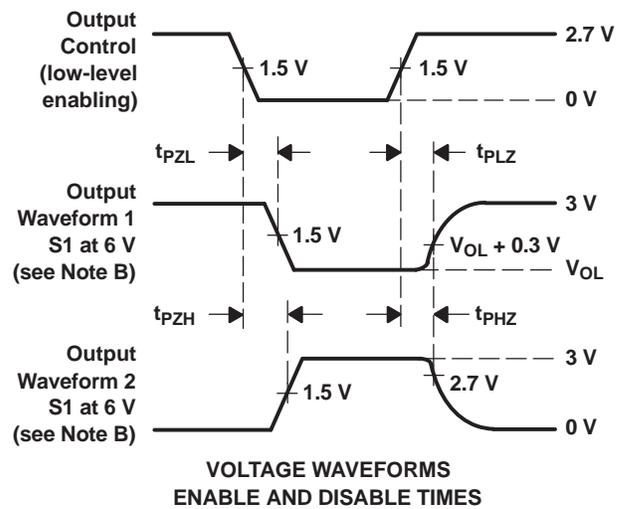 Output
Control
(low-level
enabling)
1.5 V
1.5 V
2.7 V
0 V
tPZL
tPLZ
Output
Waveform 1
S1 at 6 V
(see Note B)
1.5 V
3 V
VOL + 0.3 V
VOL
tPZH
tPHZ
Output
Waveform 2
S1 at 6 V
(see Note B)
1.5 V
3 V
2.7 V
0 V
VOLTAGE WAVEFORMS
ENABLE AND DISABLE TIMES